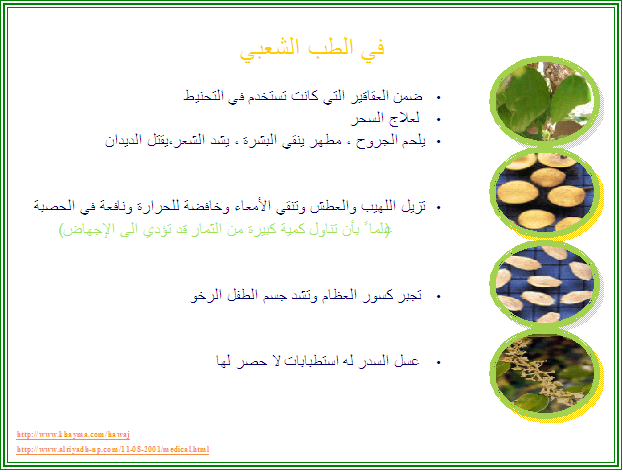 في الطب الشعبي
• ضمن العقاقير التي كانت تستخدم في التحنيط
• لعلاج السحر
• يلحم الجروح ، مطهر ينقي البشرة ، يشد الشعر،يقتل الديدان
• تزيل اللهيب والعطش وتنقي الأمعاء وخافضة للحرارة ونافعة في الحصبة
بأن تناول كمية كبيرة من الثمار قد تؤدي الى الإجهاض)
• تجبر كسور العظام وتشد جسم الطفل الرخو
• عسل السدر له استطبابات لا حصر لها
http://www.khayma.com/hawaj
http://www.alriyadh-np.com/11-08-2001/medical.html